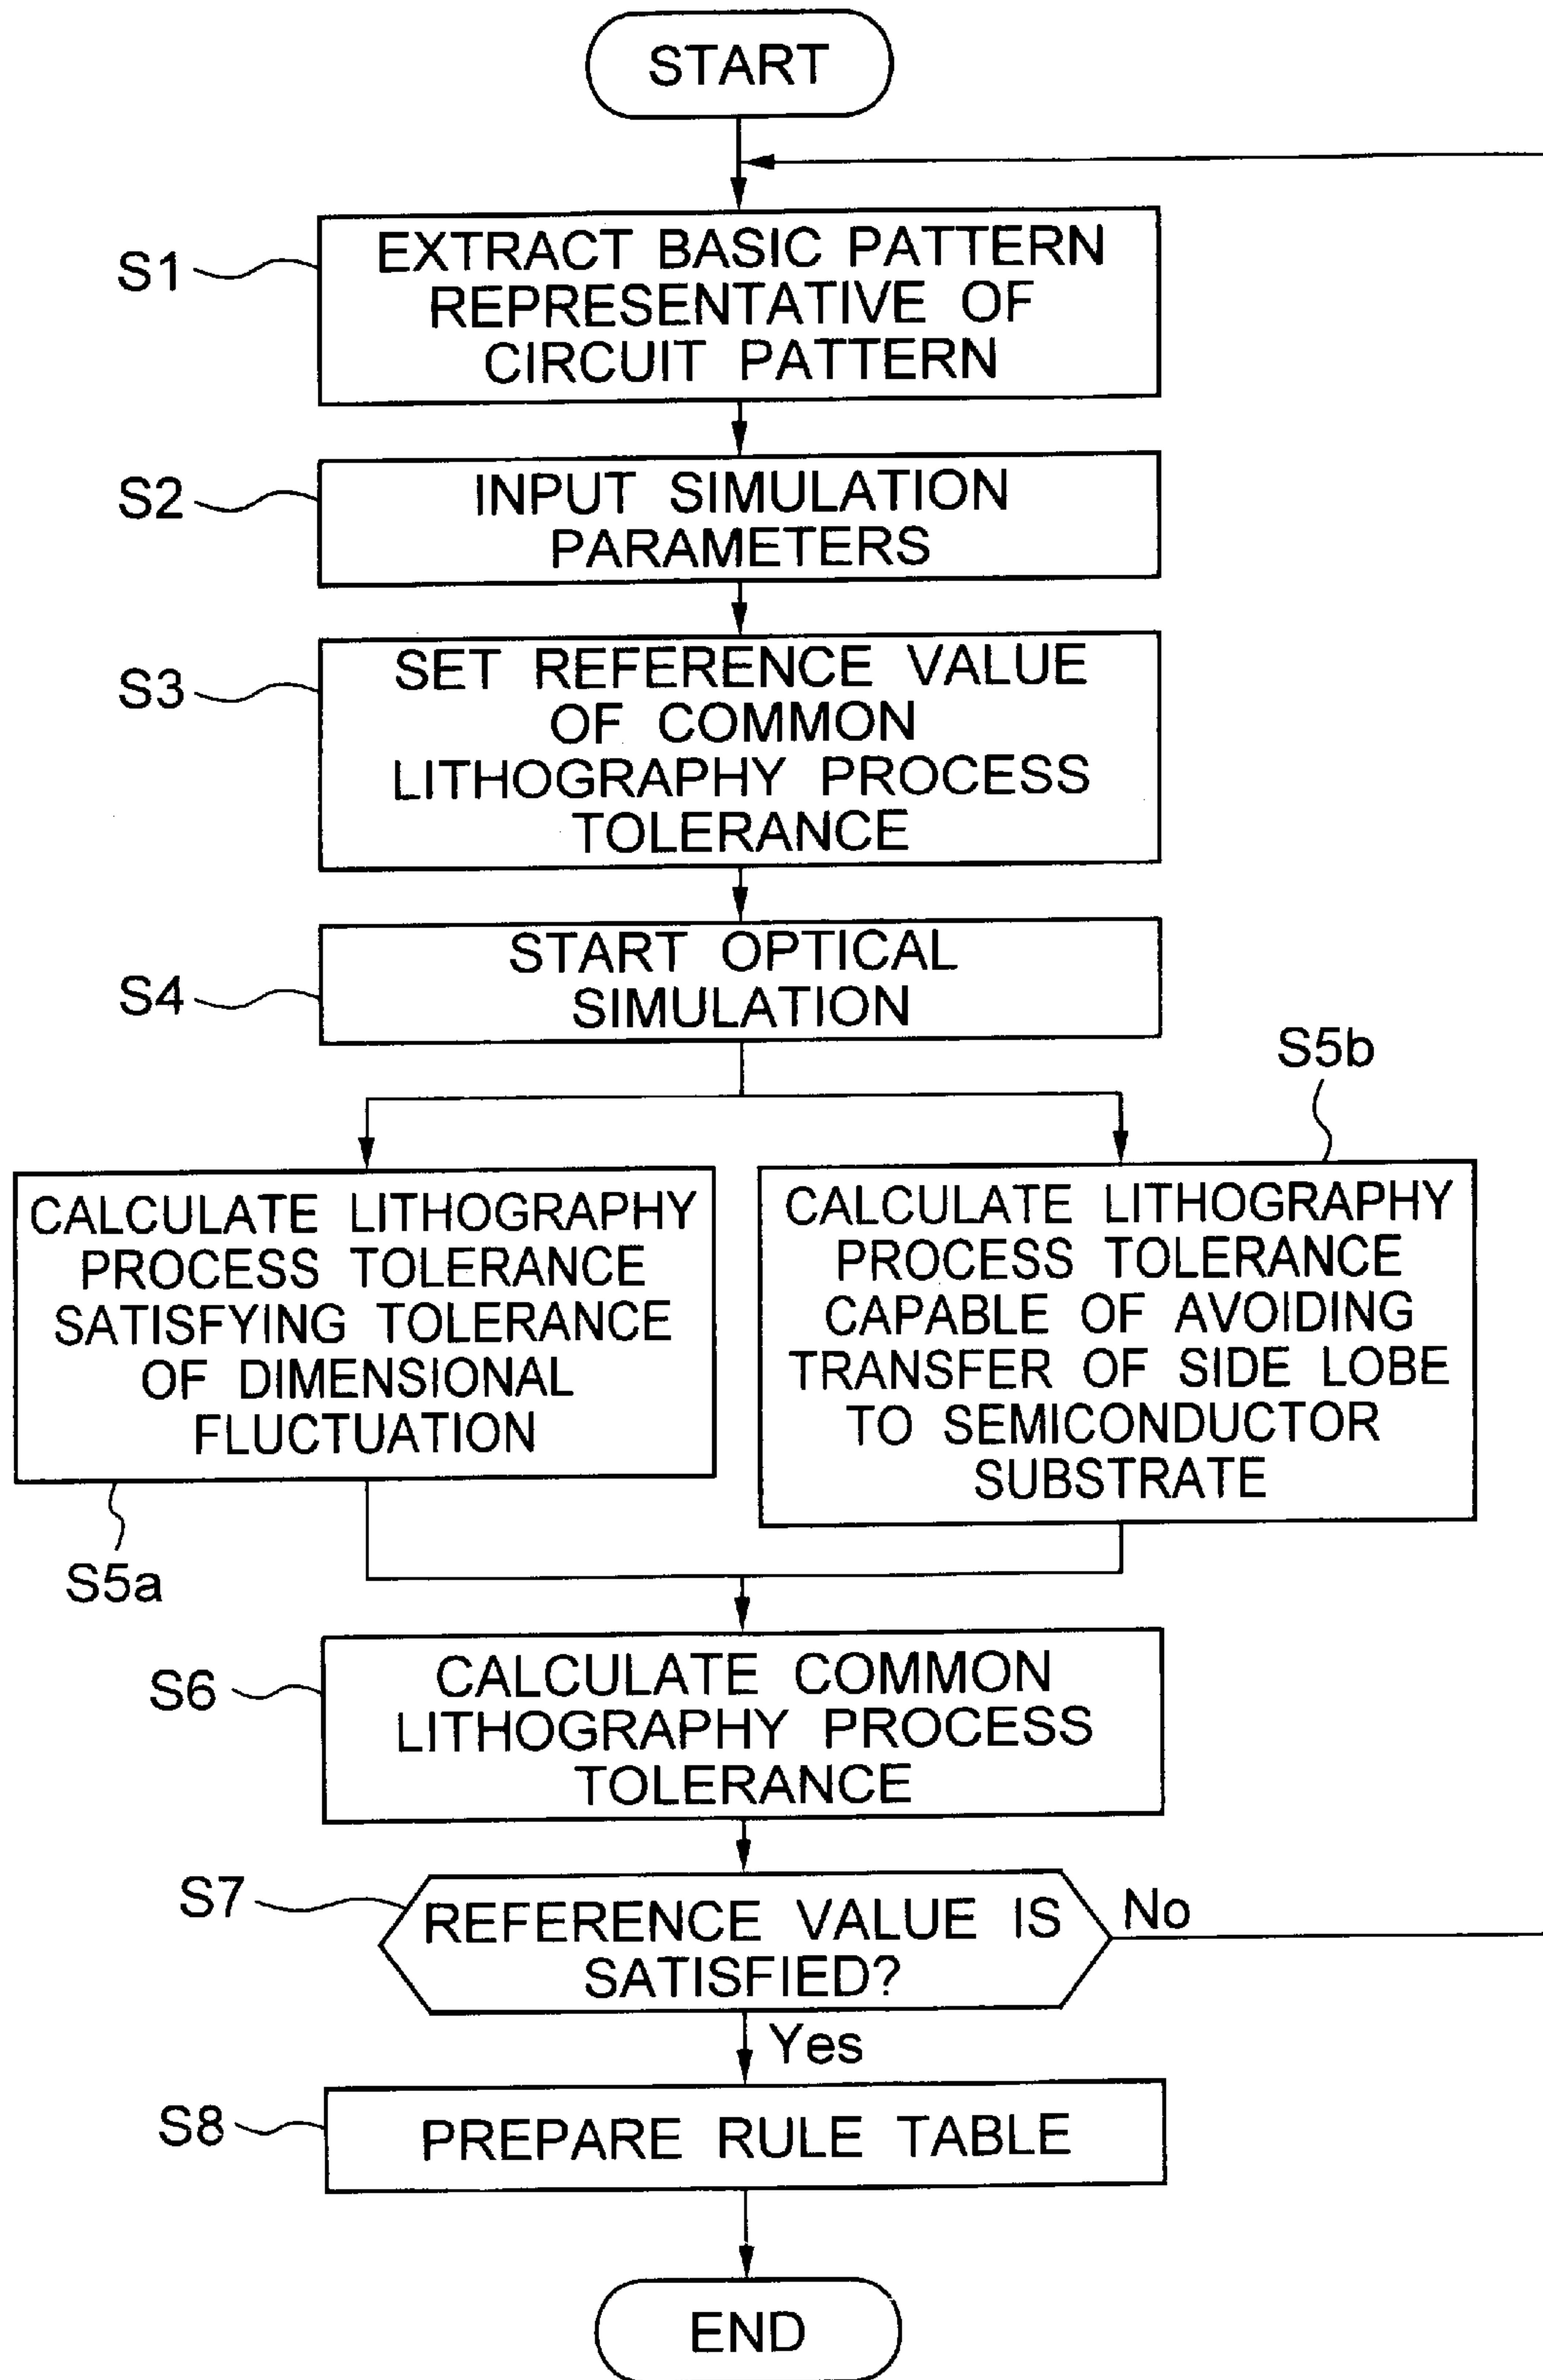 START
S1
EXTRACT BASIC PATTERN
REPRESENTATIVE OF
CIRCUIT PATTERN
S2
INPUT SIMULATION
PARAMETERS
S3
SET REFERENCE VALUE
OF COMMON
LITHOGRAPHY PROCESS
TOLERANCE
S4
START OPTICAL
SIMULATION
S5b
CALCULATE LITHOGRAPHY
PROCESS TOLERANCE
SATISFYING TOLERANCE
OF DIMENSIONAL
FLUCTUATION
CALCULATE LITHOGRAPHY
PROCESS TOLERANCE
CAPABLE OF AVOIDING
TRANSFER OF SIDE LOBE
TO SEMICONDUCTOR
SUBSTRATE
S5a
S6
CALCULATE COMMON
LITHOGRAPHY PROCESS
TOLERANCE
S7
REFERENCE VALUE IS
SATISFIED?
No
Yes
S8
PREPARE RULE TABLE
END